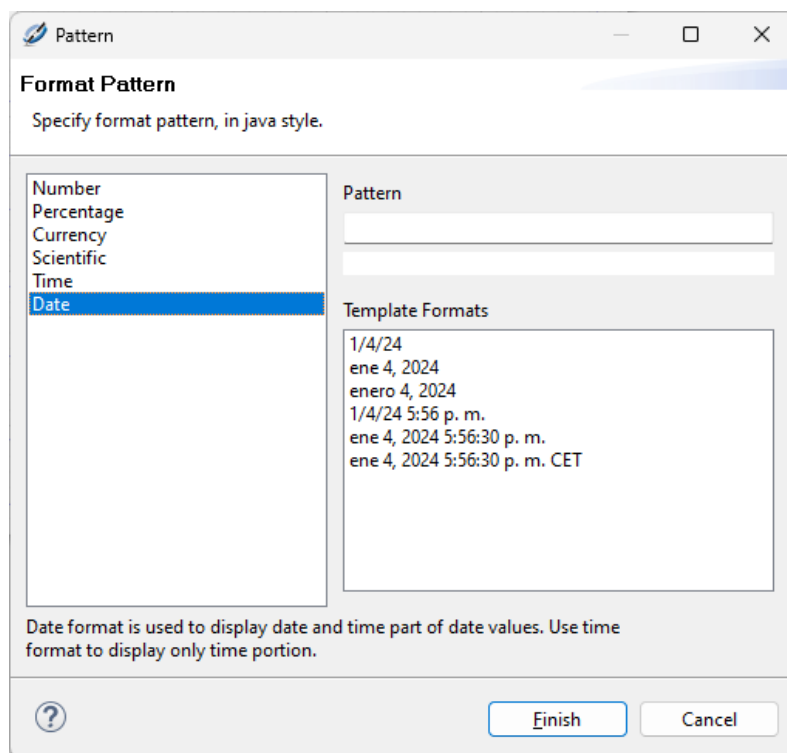 Pattern
Format Pattern
Specify format pattern, in java style.
Number
Percentage
Currency
Scientific
Time
Date
Pattern
Template Formats
1/4/24
ene 4, 2024
enero 4, 2024
1/4/24 5:56 p. m.
ene 4, 2024 5:56:30 p. m.
ene 4, 2024 5:56:30 p. m. CET
Date format is used to display date and time part of date values. Use time
format to display only time portion.
?
Finish
Cancel